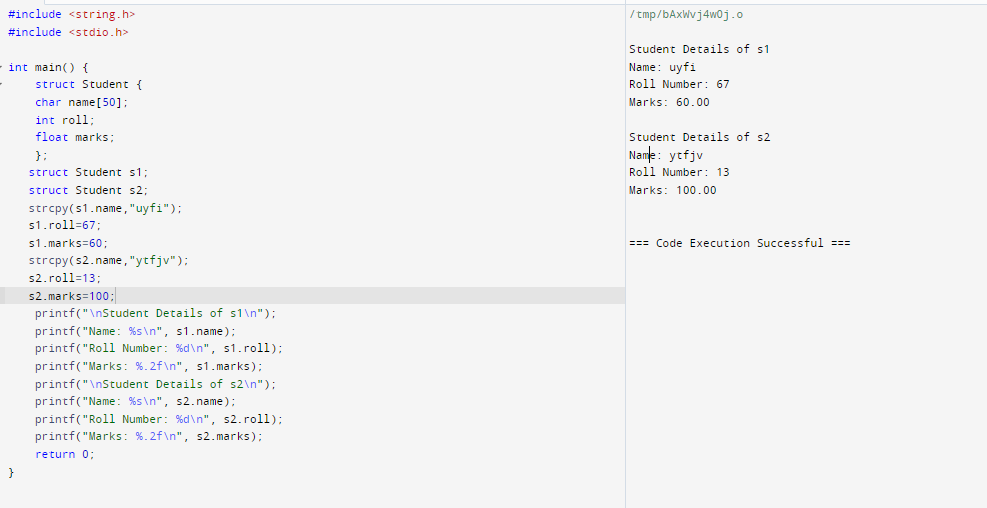 #include <string.h>
#include <stdio.h>

int main() {
    struct Student {
    char name[50];
    int roll;
    float marks;
    };
   struct Student s1;
   struct Student s2;
   strcpy(s1.name,"uyfi");
   s1.roll=67;
   s1.marks=60;
   strcpy(s2.name,"ytfjv");
   s2.roll=13;
   s2.marks=100;
    printf("\nStudent Details of s1\n");
    printf("Name: %s\n", s1.name);
    printf("Roll Number: %d\n", s1.roll);
    printf("Marks: %.2f\n", s1.marks);
    printf("\nStudent Details of s2\n");
    printf("Name: %s\n", s2.name);
    printf("Roll Number: %d\n", s2.roll);
    printf("Marks: %.2f\n", s2.marks);
    return 0;
}
/tmp/bAxWvj4wOj.o

Student Details of s1
Name: uyfi
Roll Number: 67
Marks: 60.00

Student Details of s2
Name: ytfjv
Roll Number: 13
Marks: 100.00

=== Code Execution Successful ===